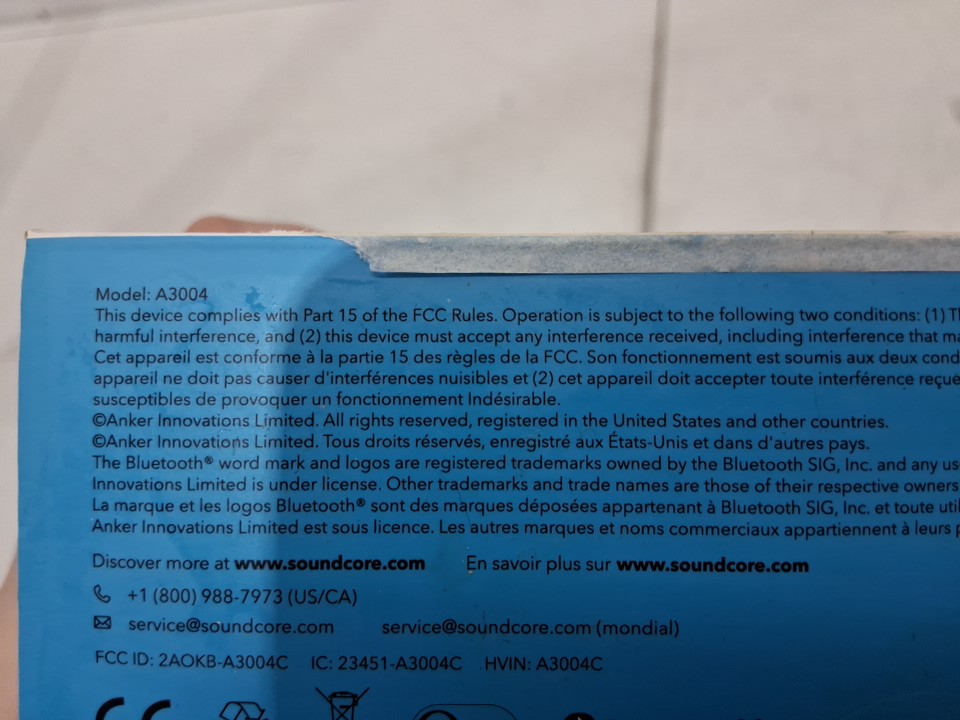 Model: A3004
This device complies with Part 15 of the FCC Rules. Operation is subject to the following two conditions: (1)
harmful interference, and (2) this device must accept any interference received, including interference that
Cet appareil est conforme à la partie 15 des règles de la FCC. Son fonctionnement est soumis aux deux
appareil ne doit pas causer d'interférences nuisibles et (2) cet appareil doit accepter toute interférence reçue
susceptibles de provoquer un fonctionnement Indésirable.
©Anker Innovations Limited. All rights reserved, registered in the United States and other countries.
©Anker Innovations Limited. Tous droits réservés, enregistré aux États-Unis et dans d'autres pays.
The Bluetooth® word mark and logos are registered trademarks owned by the Bluetooth SIG, Inc. and any
Innovations Limited is under license. Other trademarks and trade names are those of their respective owners
La marque et les logos Bluetooth® sont des marques déposées appartenant à Bluetooth SIG, Inc. et toute
Anker Innovations Limited est sous licence. Les autres marques et noms commerciaux appartiennent à leurs
Discover more at www.soundcore.com En savoir plus sur www.soundcore.com
+1 (800) 988-7973 (US/CA)
service@soundcore.com service@soundcore.com (mondial)
FCC ID: 2AOKB-A3004C IC: 23451-A3004C HVIN: A3004C